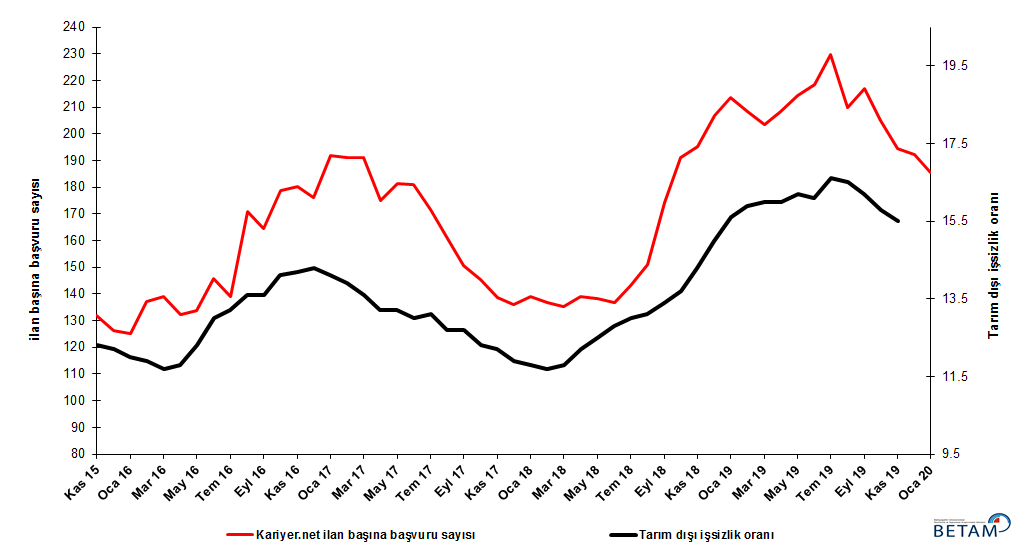 240
230
220
210
200
190
180
170
160
150
140
130
120
110
100
90
80
ilan başına başvuru sayısı
19.5
17.5
15.5
13.5
11.5
9.5
Tarım dışı işsizlik oranı
Kas 15
Oca 16
Mar 16
May 16
Tem 16
Eyl 16
Kas 16
Oca 17
Mar 17
May 17
Tem 17
Eyl 17
Kas 17
Oca 18
Mar 18
May 18
Tem 18
Eyl 18
Kas 18
Oca 19
Mar 19
May 19
Tem 19
Eyl 19
Kas 19
Oca 20
Kariyer.net ilan başına başvuru sayısı
Tarım dışı işsizlik oranı
BETAM